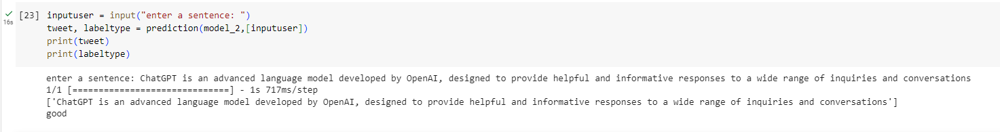 [23] inputuser = input("enter a sentence: ")
16s
tweet, labeltype = prediction(model_2,[inputuser])
print(tweet)
print(labeltype)
enter a sentence: ChatGPT is an advanced language model developed by OpenAI, designed to provide helpful and informative responses to a wide range of inquiries and conversations
1/1 [==============================] - 1s 717ms/step
['ChatGPT is an advanced language model developed by OpenAI, designed to provide helpful and informative responses to a wide range of inquiries and conversations']
good